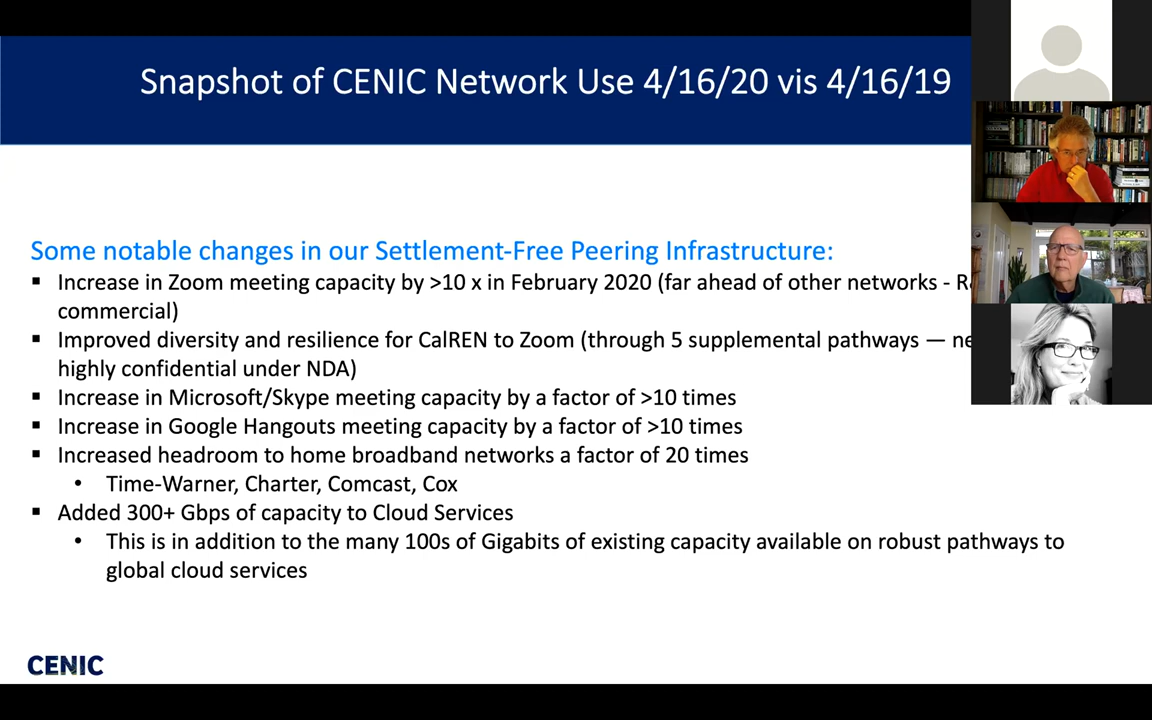 Snapshot of CENIC Network Use 4/16/20 vis 4/16/19
Some notable changes in our Settlement-Free Peering Infrastructure:
▪ Increase in Zoom meeting capacity by >10 x in February 2020 (far ahead of other networks -
commercial)
▪ Improved diversity and resilience for CalREN to Zoom (through 5 supplemental pathways —
highly confidential under NDA)
▪ Increase in Microsoft/Skype meeting capacity by a factor of >10 times
▪ Increase in Google Hangouts meeting capacity by a factor of >10 times
▪ Increased headroom to home broadband networks a factor of 20 times
• Time-Warner, Charter, Comcast, Cox
▪ Added 300+ Gbps of capacity to Cloud Services
• This is in addition to the many 100s of Gigabits of existing capacity available on robust pathways to
global cloud services
CENIC